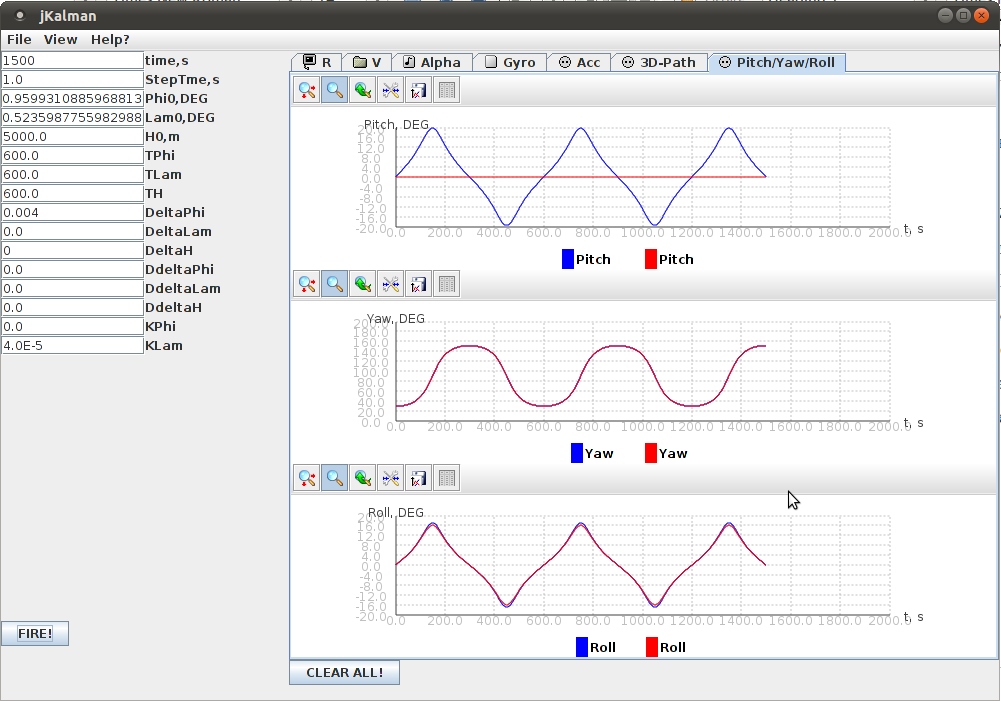 jKalman
File View Help?
1500 time,s
1.0 StepTme,s
0.9599310885968813 Phi0,DEG
0.5235987755982988 Lam0,DEG
5000.0 H0,m
600.0 TPhi
600.0 TLam
600.0 TH
0.004 DeltaPhi
0.0 DeltaLam
0 DeltaH
0.0 DdeltaPhi
0.0 DdeltaLam
0.0 DdeltaH
0.0 KPhi
4.0E-5 KLam
FIRE!
R V Alpha Gyro Acc 3D-Path Pitch/Yaw/Roll
Pitch, DEG
20.0
16.0
12.0
8.0
4.0
0.0
-4.0
-8.0
-12.0
-16.0
-20.0
0.0 200.0 400.0 600.0 800.0 1000.0 1200.0 1400.0 1600.0 1800.0 2000.0 t, s
Pitch Pitch
Yaw, DEG
200.0
180.0
160.0
140.0
120.0
100.0
80.0
60.0
40.0
20.0
0.0
0.0 200.0 400.0 600.0 800.0 1000.0 1200.0 1400.0 1600.0 1800.0 2000.0 t, s
Yaw Yaw
Roll, DEG
20.0
16.0
12.0
8.0
4.0
0.0
-4.0
-8.0
-12.0
-16.0
-20.0
0.0 200.0 400.0 600.0 800.0 1000.0 1200.0 1400.0 1600.0 1800.0 2000.0 t, s
Roll Roll
CLEAR ALL!